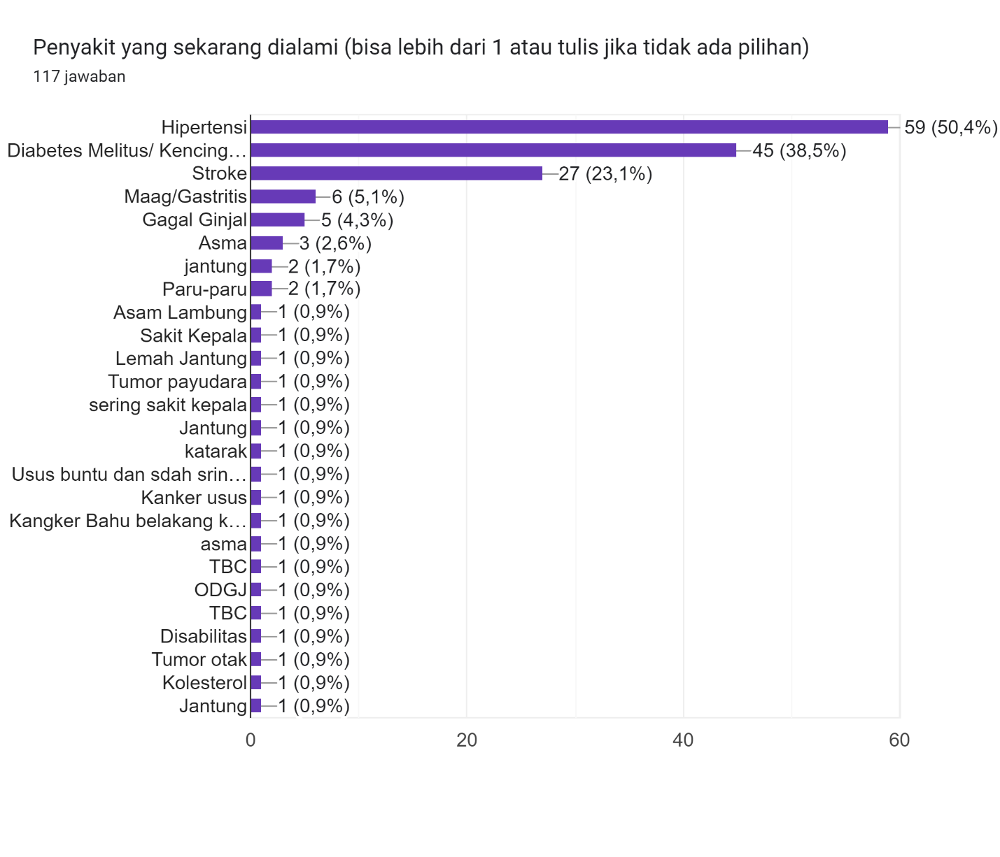 Penyakit yang sekarang dialami (bisa lebih dari 1 atau tulis jika tidak ada pilihan)
117 jawaban
Hipertensi 59 (50,4%)
Diabetes Melitus/ Kencing… 45 (38,5%)
Stroke 27 (23,1%)
Maag/Gastritis 6 (5,1%)
Gagal Ginjal 5 (4,3%)
Asma 3 (2,6%)
jantung 2 (1,7%)
Paru-paru 2 (1,7%)
Asam Lambung 1 (0,9%)
Sakit Kepala 1 (0,9%)
Lemah Jantung 1 (0,9%)
Tumor payudara 1 (0,9%)
sering sakit kepala 1 (0,9%)
Jantung 1 (0,9%)
katarak 1 (0,9%)
Usus buntu dan sdah srin… 1 (0,9%)
Kanker usus 1 (0,9%)
Kangker Bahu belakang k… 1 (0,9%)
asma 1 (0,9%)
TBC 1 (0,9%)
ODGJ 1 (0,9%)
TBC 1 (0,9%)
Disabilitas 1 (0,9%)
Tumor otak 1 (0,9%)
Kolesterol 1 (0,9%)
Jantung 1 (0,9%)
0 20 40 60